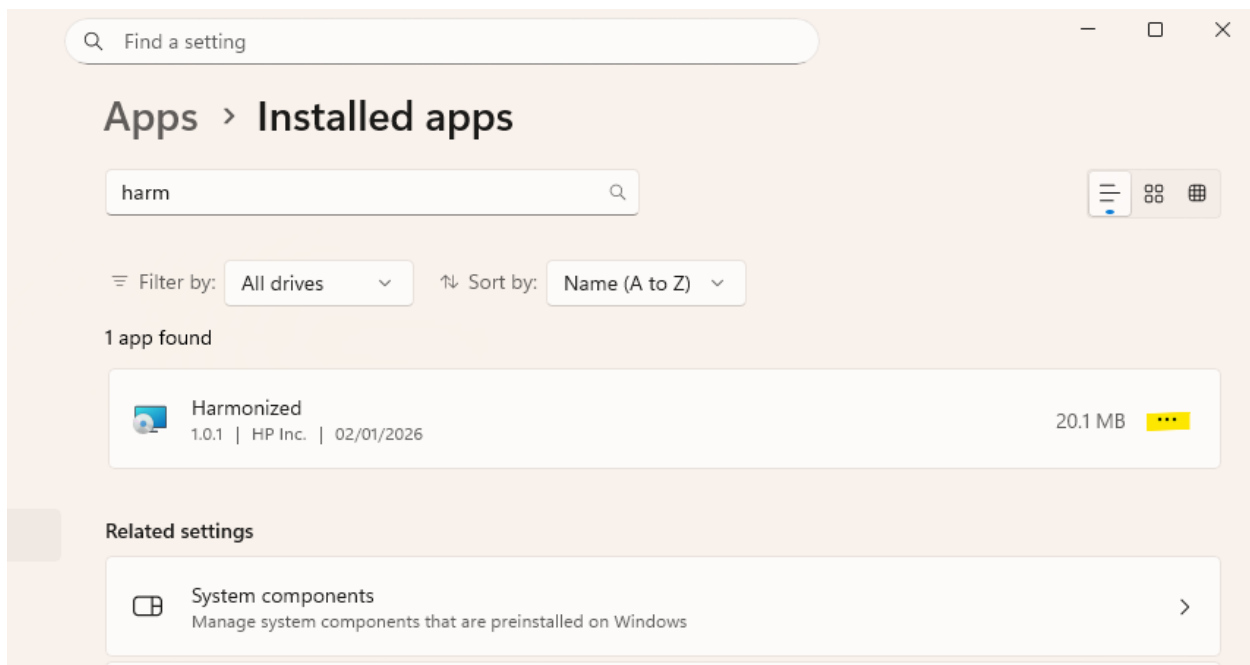 Find a setting
Apps > Installed apps
harm
Filter by: All drives Sort by: Name (A to Z)
1 app found
Harmonized
1.0.1 | HP Inc. | 02/01/2026
20.1 MB ...
Related settings
System components
Manage system components that are preinstalled on Windows